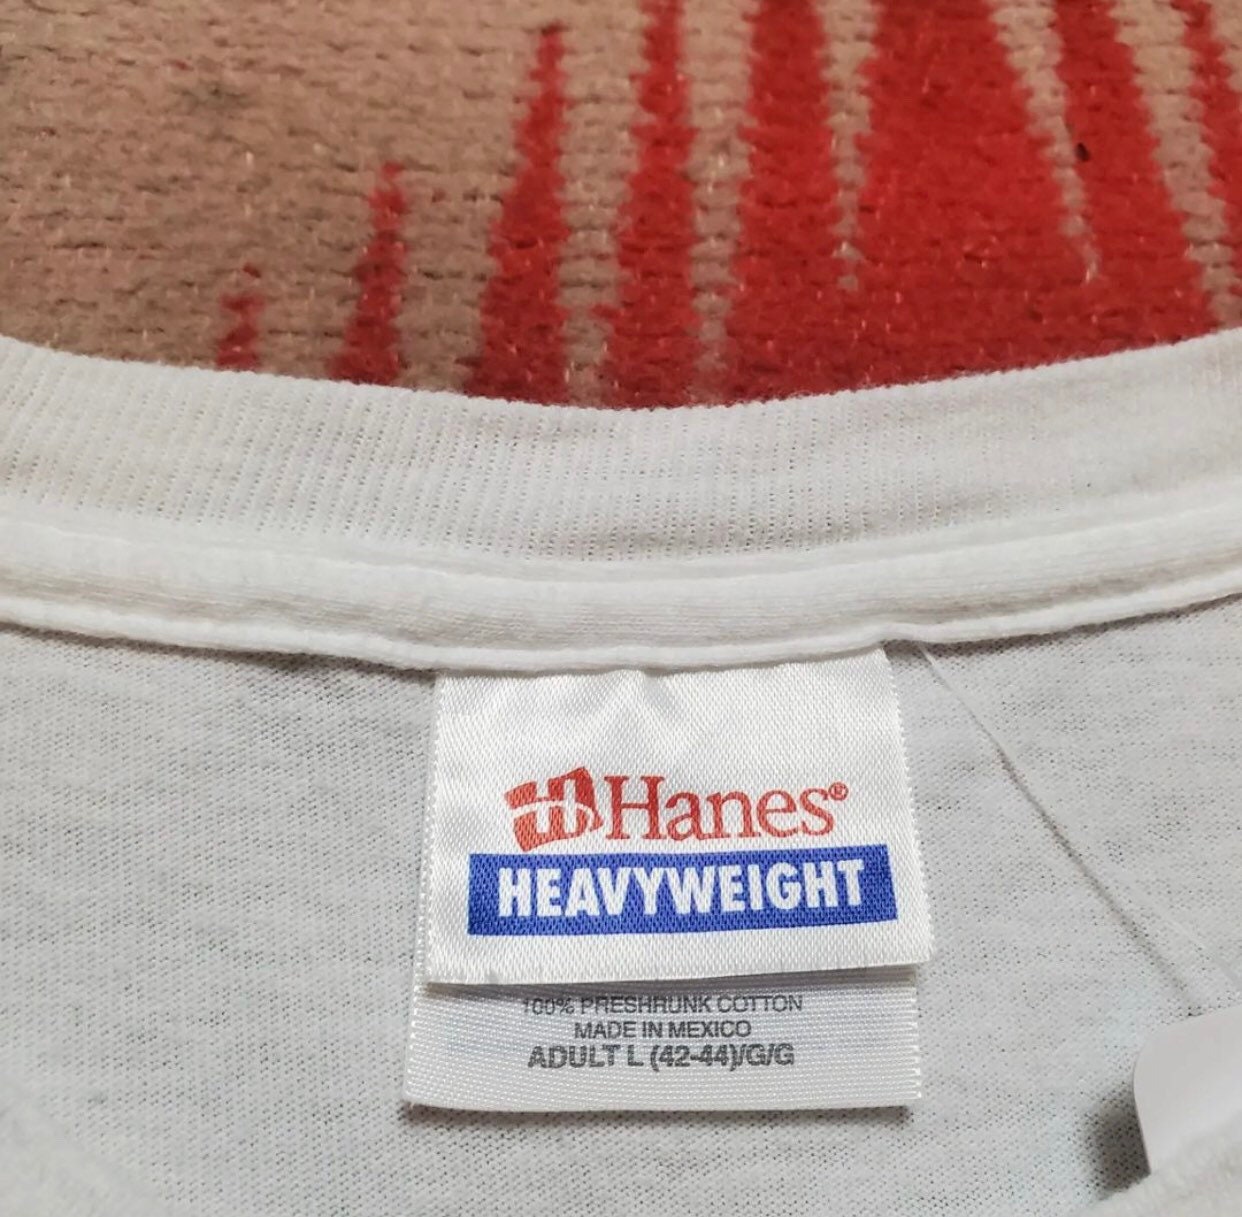 Hanes®
HEAVYWEIGHT
100% PRESHRUNK COTTON
MADE IN MEXICO
ADULT L (42-44)/G/G